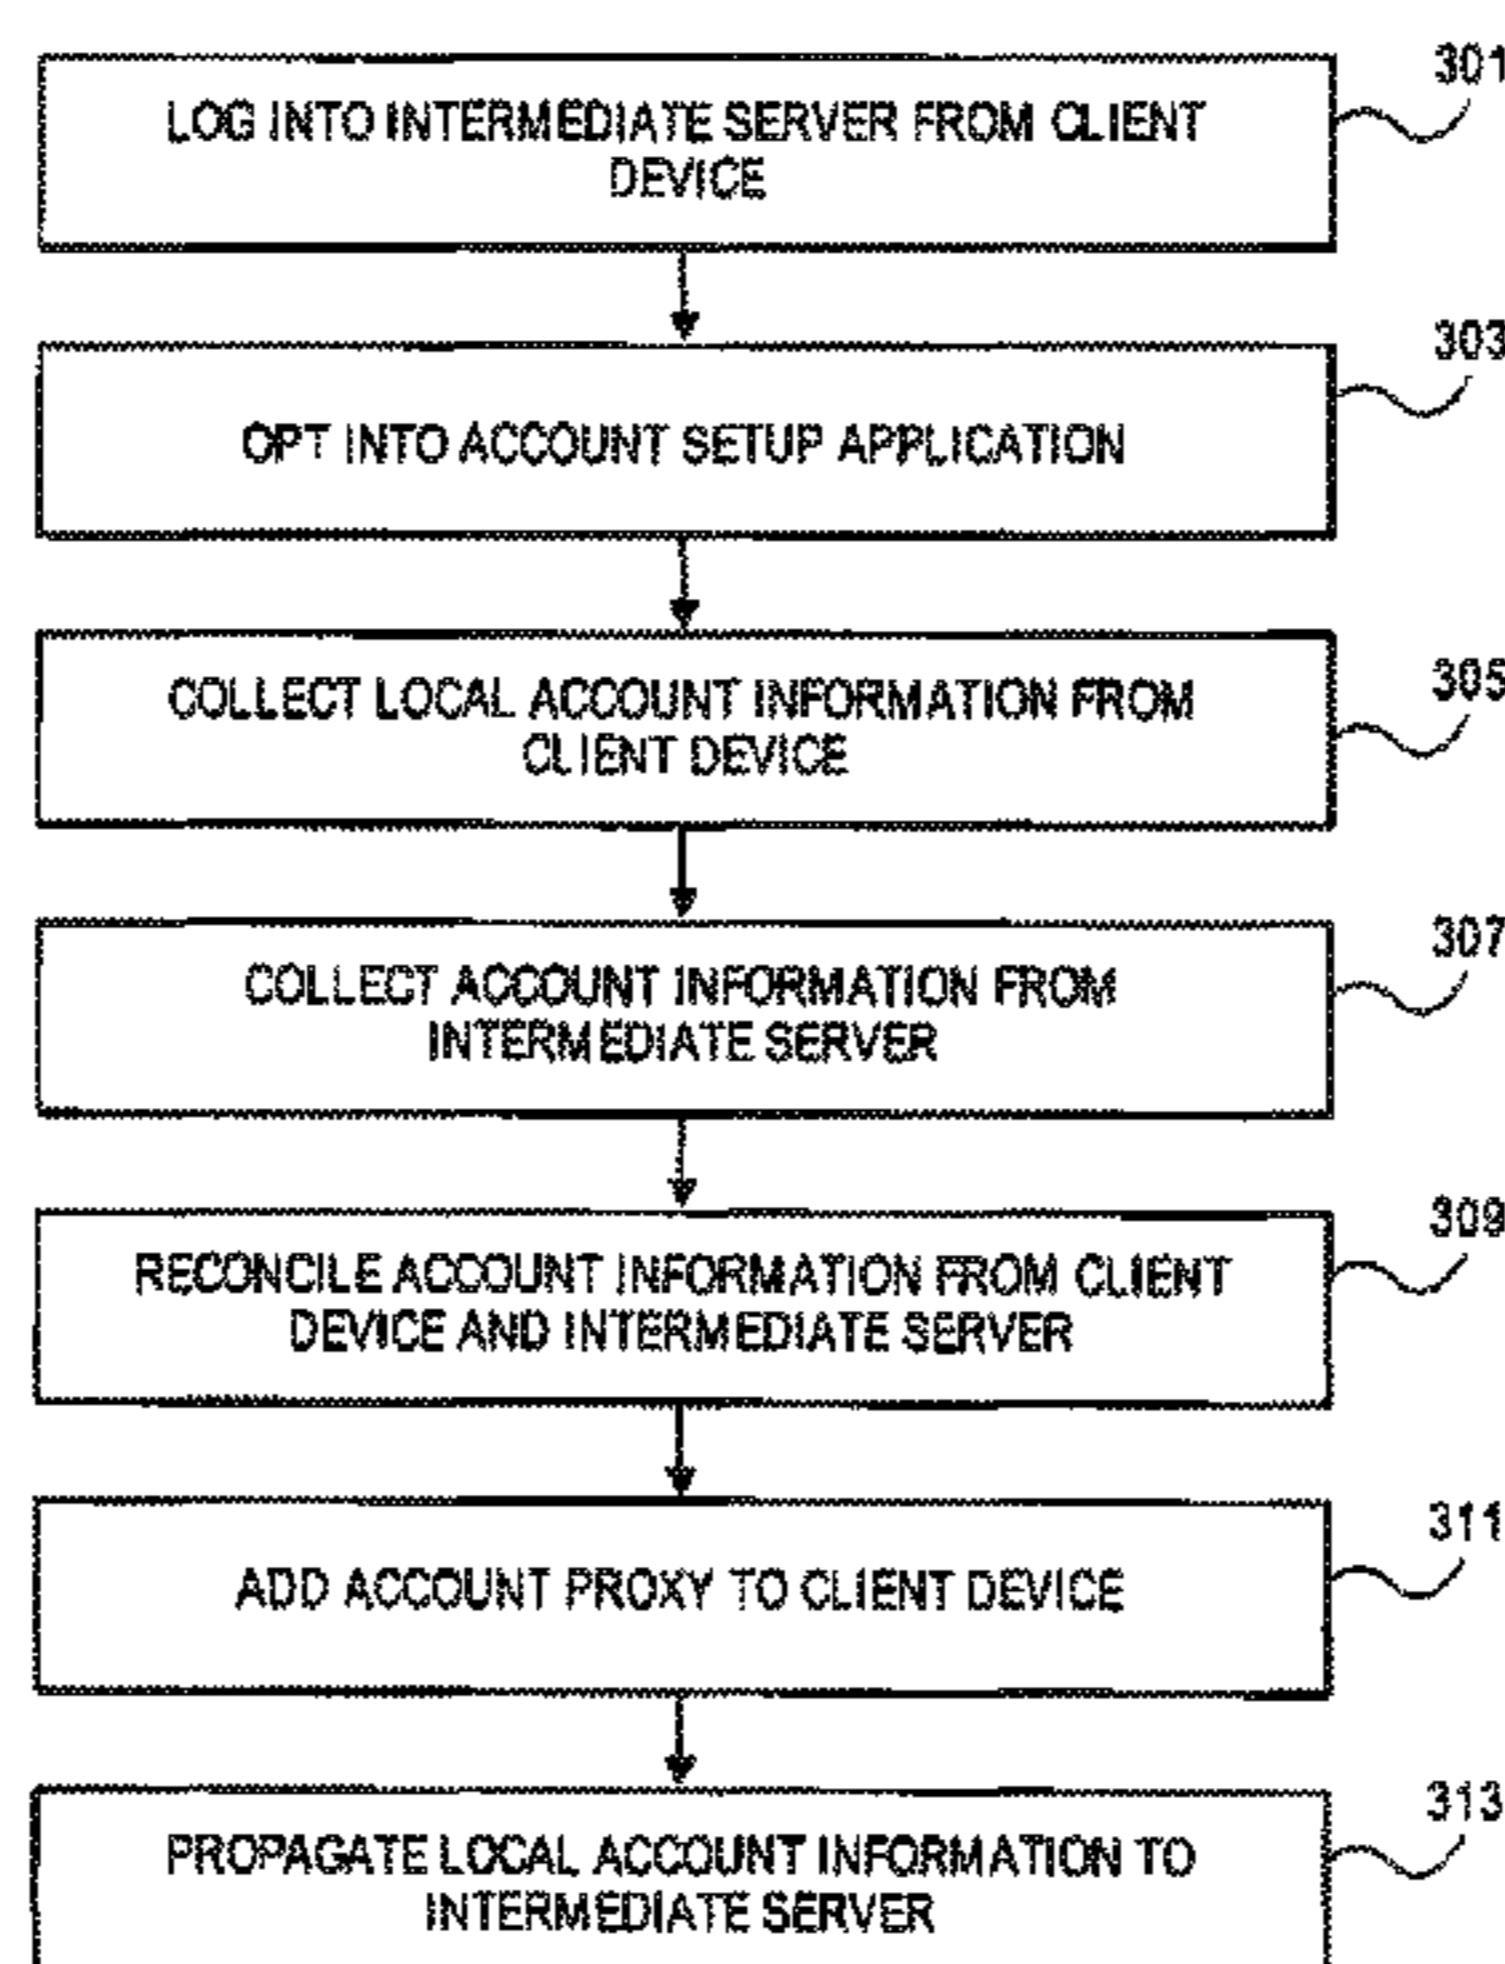 301
LOG INTO INTERMEDIATE SERVER FROM CLIENT
DEVICE
303
OPT INTO ACCOUNT SETUP APPLICATION
305
COLLECT LOCAL ACCOUNT INFORMATION FROM
CLIENT DEVICE
307
COLLECT ACCOUNT INFORMATION FROM
INTERMEDIATE SERVER
309
RECONCILE ACCOUNT INFORMATION FROM CLIENT
DEVICE AND INTERMEDIATE SERVER
311
ADD ACCOUNT PROXY TO CLIENT DEVICE
313
PROPAGATE LOCAL ACCOUNT INFORMATION TO
INTERMEDIATE SERVER